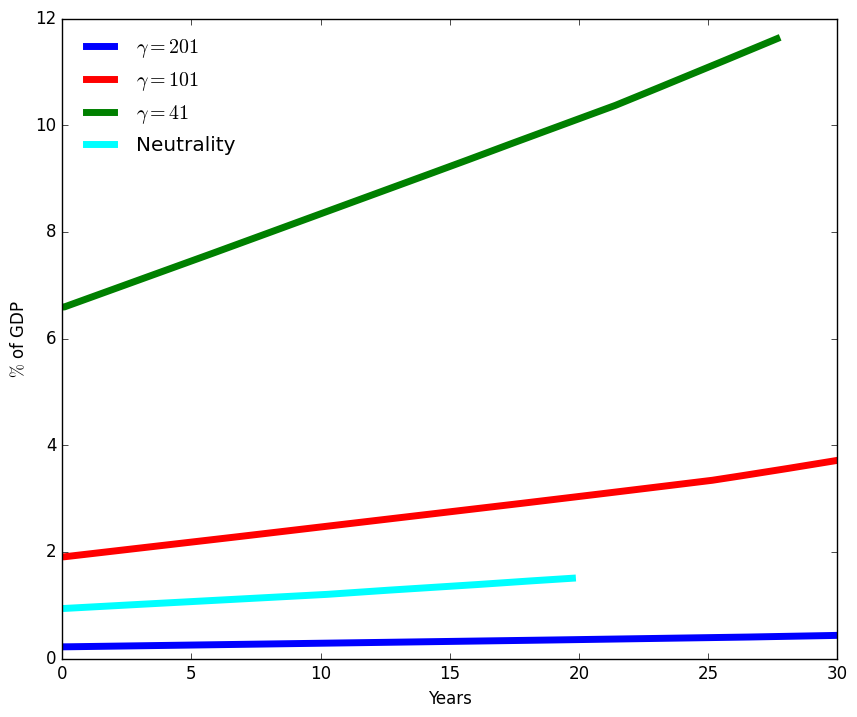 12
10
8
6
4
2
0
% of GDP
γ = 201
γ = 101
γ = 41
Neutrality
0 5 10 15 20 25 30
Years